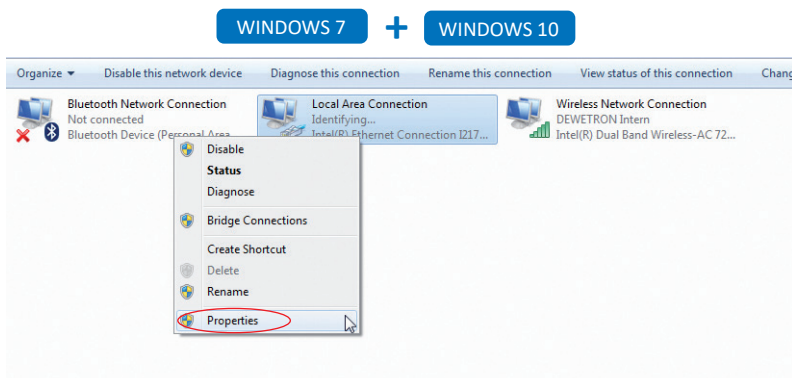 WINDOWS 7 + WINDOWS 10
Organize Disable this network device Diagnose this connection Rename this connection View status of this connection Chang
Bluetooth Network Connection
Not connected
Bluetooth Device (Personal Area
Local Area Connection
Identifying...
Intel(R) Ethernet Connection I217...
Wireless Network Connection
DEWETRON Intern
Intel(R) Dual Band Wireless-AC 72...
Disable
Status
Diagnose
Bridge Connections
Create Shortcut
Delete
Rename
Properties